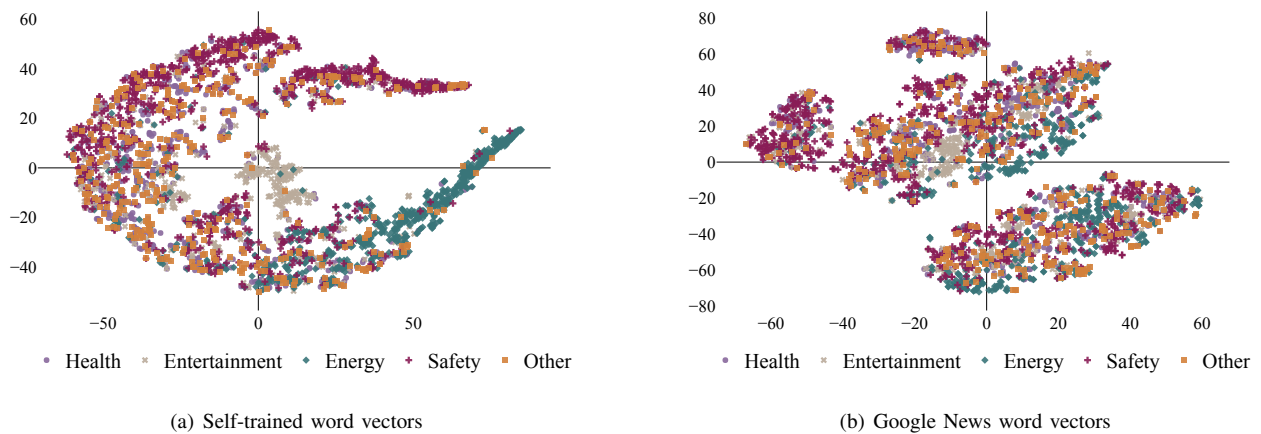 60
40
20
0
−20
−40
−50
0
50
Health
Entertainment
Energy
Safety
Other
(a) Self-trained word vectors
80
60
40
20
0
−20
−40
−60
−80
−60
−40
−20
0
20
40
60
Health
Entertainment
Energy
Safety
Other
(b) Google News word vectors